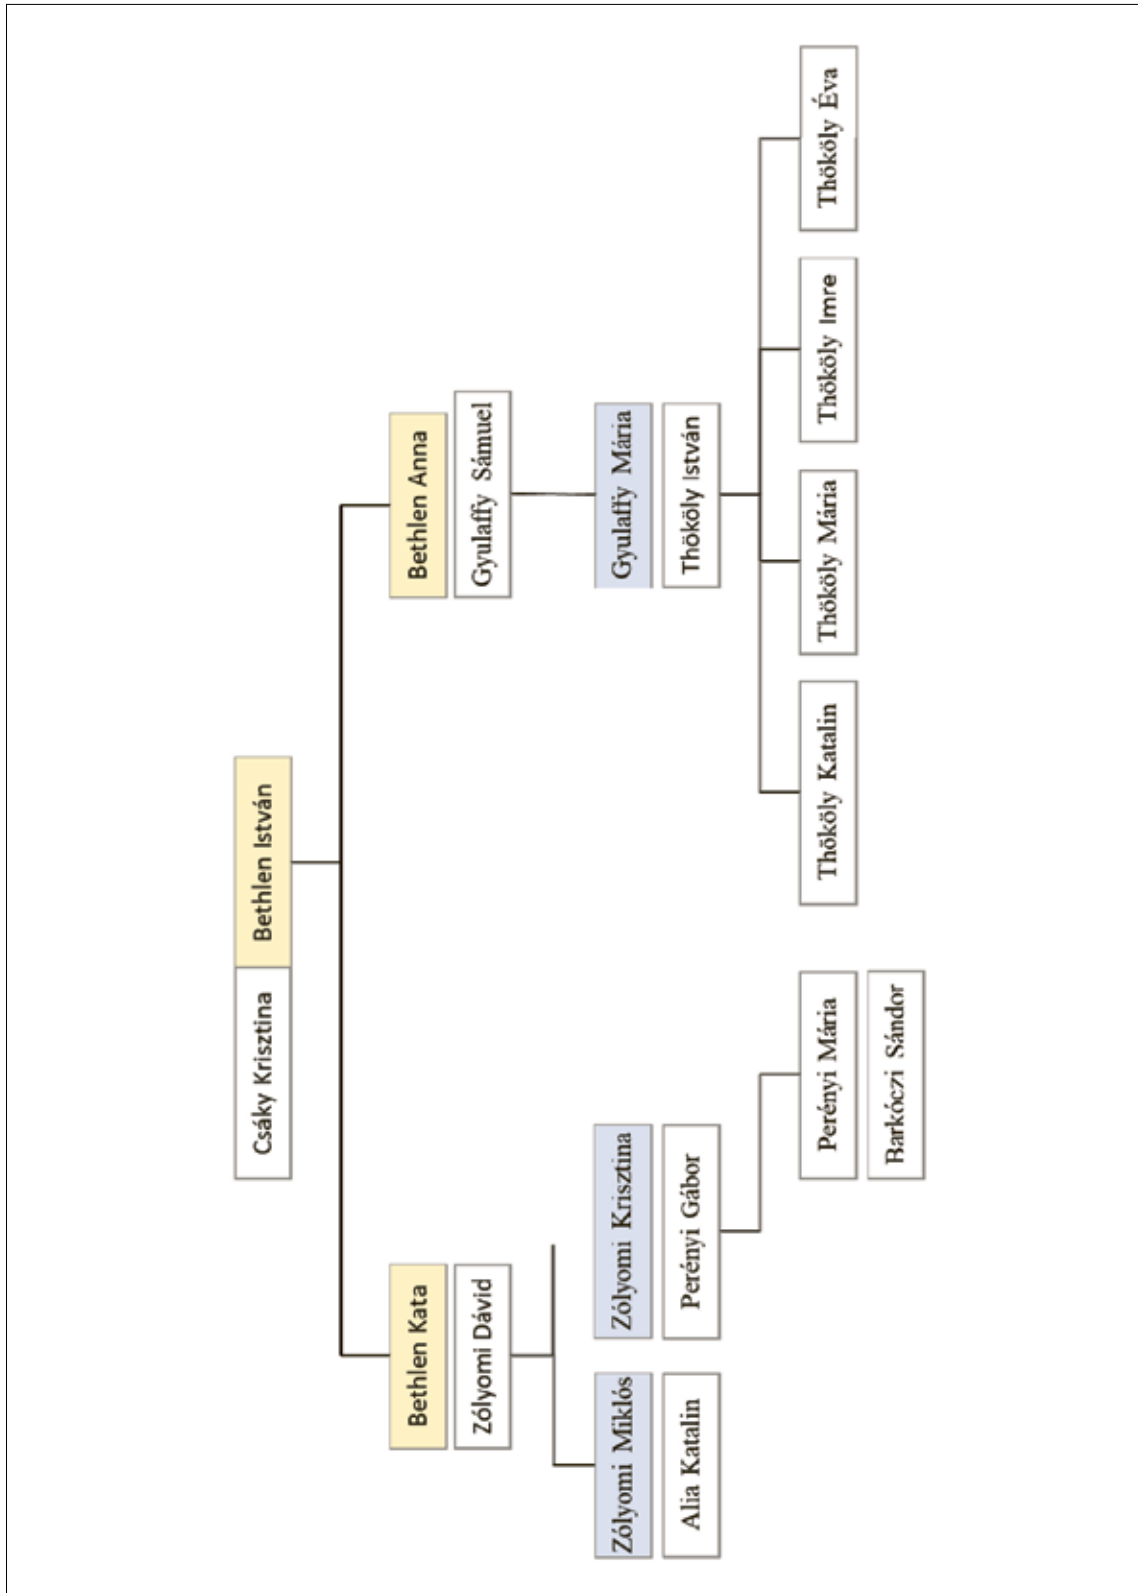 Csáky Krisztina
Bethlen István
Bethlen Kata
Zólyomi Dávid
Bethlen Anna
Gyulaffy Sámuel
Zólyomi Miklós
Alia Katalin
Zólyomi Krisztina
Perényi Gábor
Gyulaffy Mária
Thököly István
Perényi Mária
Barkóczi Sándor
Thököly Katalin
Thököly Mária
Thököly Imre
Thököly Éva